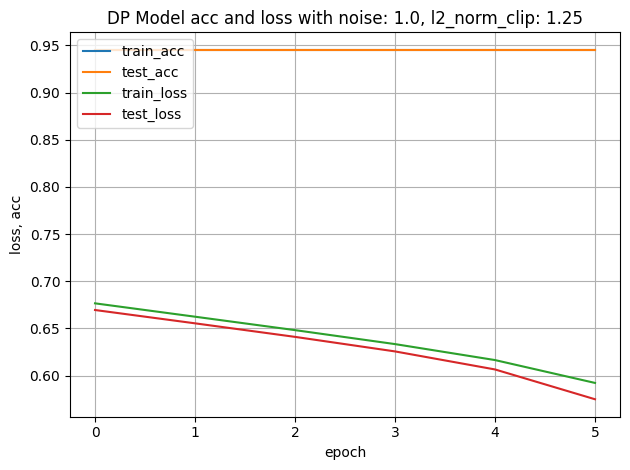 DP Model acc and loss with noise: 1.0, l2_norm_clip: 1.25
train_acc
test_acc
train_loss
test_loss
loss, acc
0.95
0.90
0.85
0.80
0.75
0.70
0.65
0.60
0
1
2
3
4
5
epoch